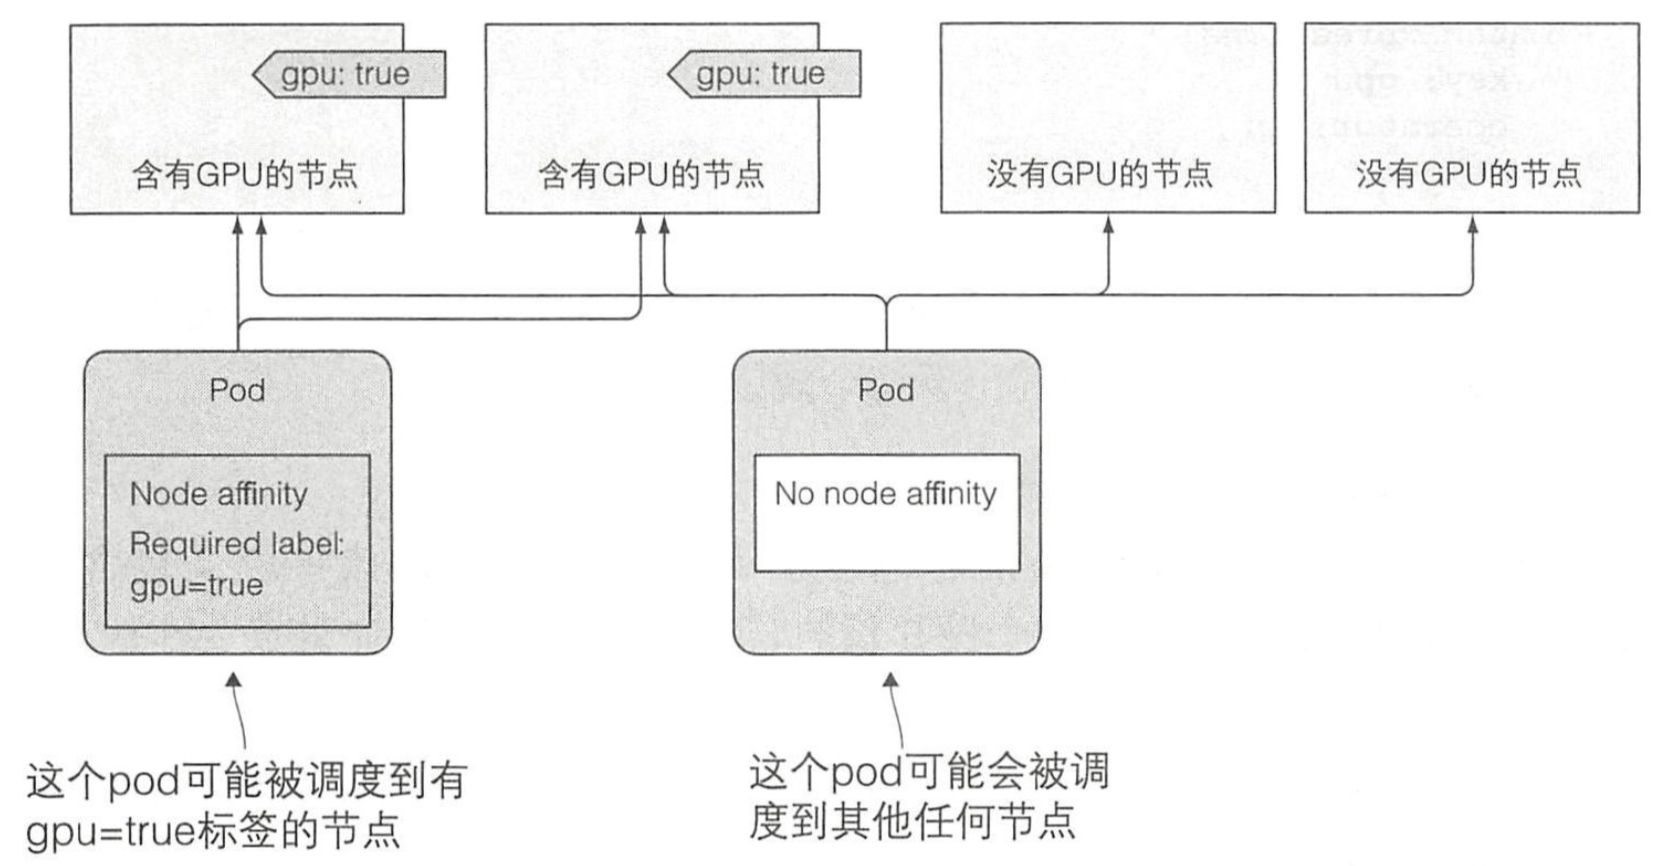 gpu: true
gpu: true
含有GPU的节点
含有GPU的节点
没有GPU的节点
没有GPU的节点
Pod
Node affinity
Required label:
gpu=true
Pod
No node affinity
这个pod可能被调度到有
gpu=true标签的节点
这个pod可能会被调
度到其他任何节点